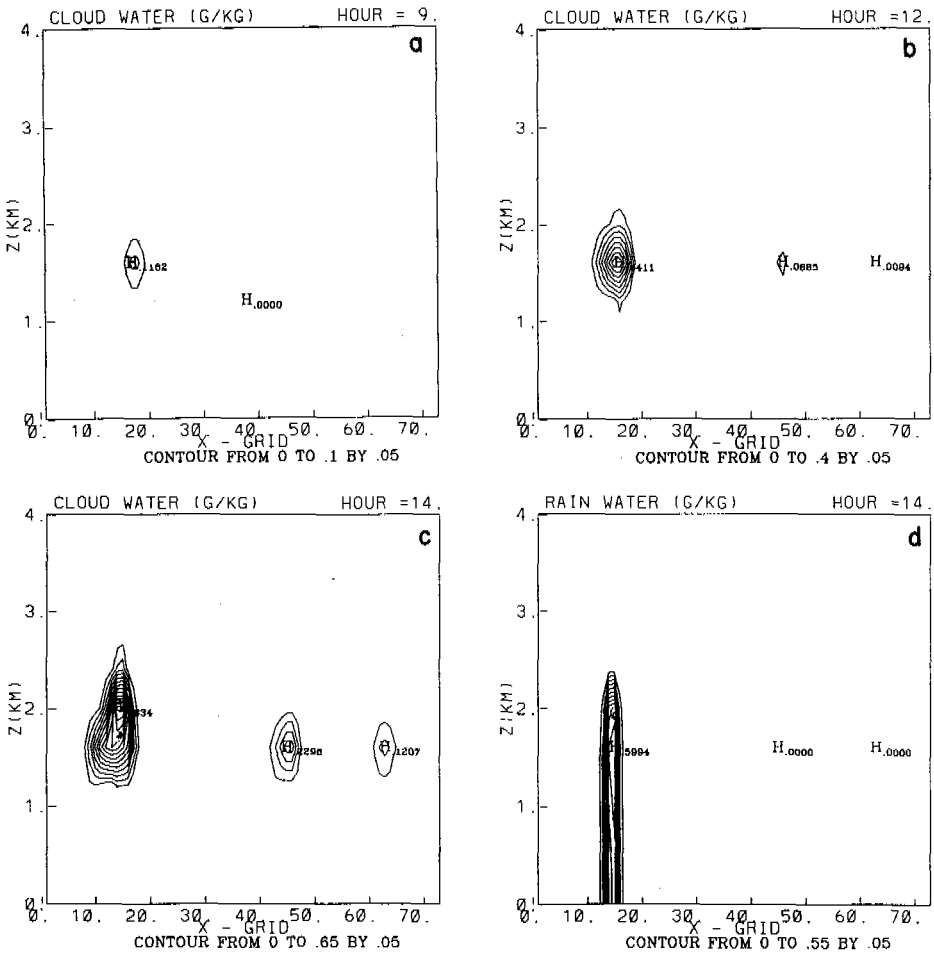 CLOUD WATER (G/KG) HOUR = 9.
a
4.
3.
2.
1.
0.
Z(KM)
H .1162
H.0000
0. 10. 20. 30. 40. 50. 60. 70.
X - GRID
CONTOUR FROM 0 TO .1 BY .05
CLOUD WATER (G/KG) HOUR =12.
b
4.
3.
2.
1.
0.
Z(KM)
H.0094
0. 10. 20. 30. 40. 50. 60. 70.
X - GRID
CONTOUR FROM 0 TO .4 BY .05
CLOUD WATER (G/KG) HOUR =14.
c
4.
3.
2.
1.
0.
Z(KM)
H .1207
0. 10. 20. 30. 40. 50. 60. 70.
X - GRID
CONTOUR FROM 0 TO .65 BY .05
RAIN WATER (G/KG) HOUR =14.
d
4.
3.
2.
1.
0.
Z(KM)
H .5994
H.0000
H.0000
0. 10. 20. 30. 40. 50. 60. 70.
X - GRID
CONTOUR FROM 0 TO .55 BY .05